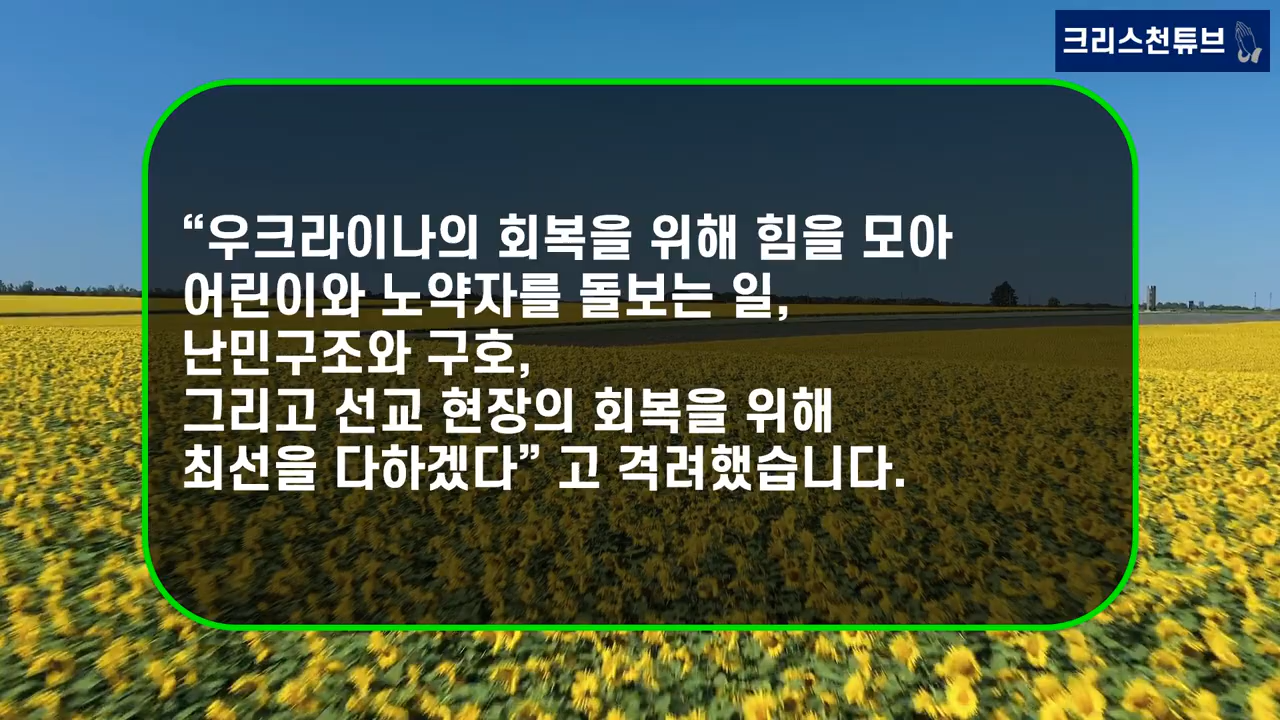 크리스천튜브
“우크라이나의 회복을 위해 힘을 모아
어린이와 노약자를 돌보는 일,
난민구조와 구호,
그리고 선교 현장의 회복을 위해
최선을 다하겠다” 고 격려했습니다.